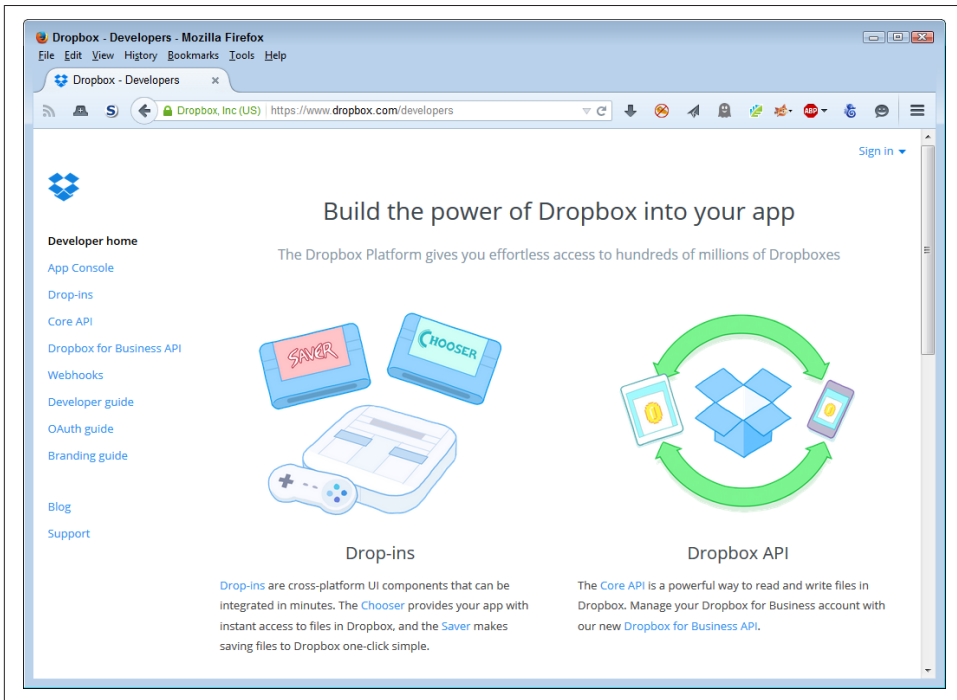 Dropbox - Developers - Mozilla Firefox
File Edit View History Bookmarks Tools Help
Dropbox - Developers ×
S) Dropbox, Inc (US) https://www.dropbox.com/developers ABP
Sign in
Build the power of Dropbox into your app
The Dropbox Platform gives you effortless access to hundreds of millions of Dropboxes
Developer home
App Console
Drop-ins
Core API
Dropbox for Business API
Webhooks
Developer guide
OAuth guide
Branding guide
Blog
Support
SAVER
CHOOSER
Drop-ins
Drop-ins are cross-platform UI components that can be
integrated in minutes. The Chooser provides your app with
instant access to files in Dropbox, and the Saver makes
saving files to Dropbox one-click simple.
Dropbox API
The Core API is a powerful way to read and write files in
Dropbox. Manage your Dropbox for Business account with
our new Dropbox for Business API.